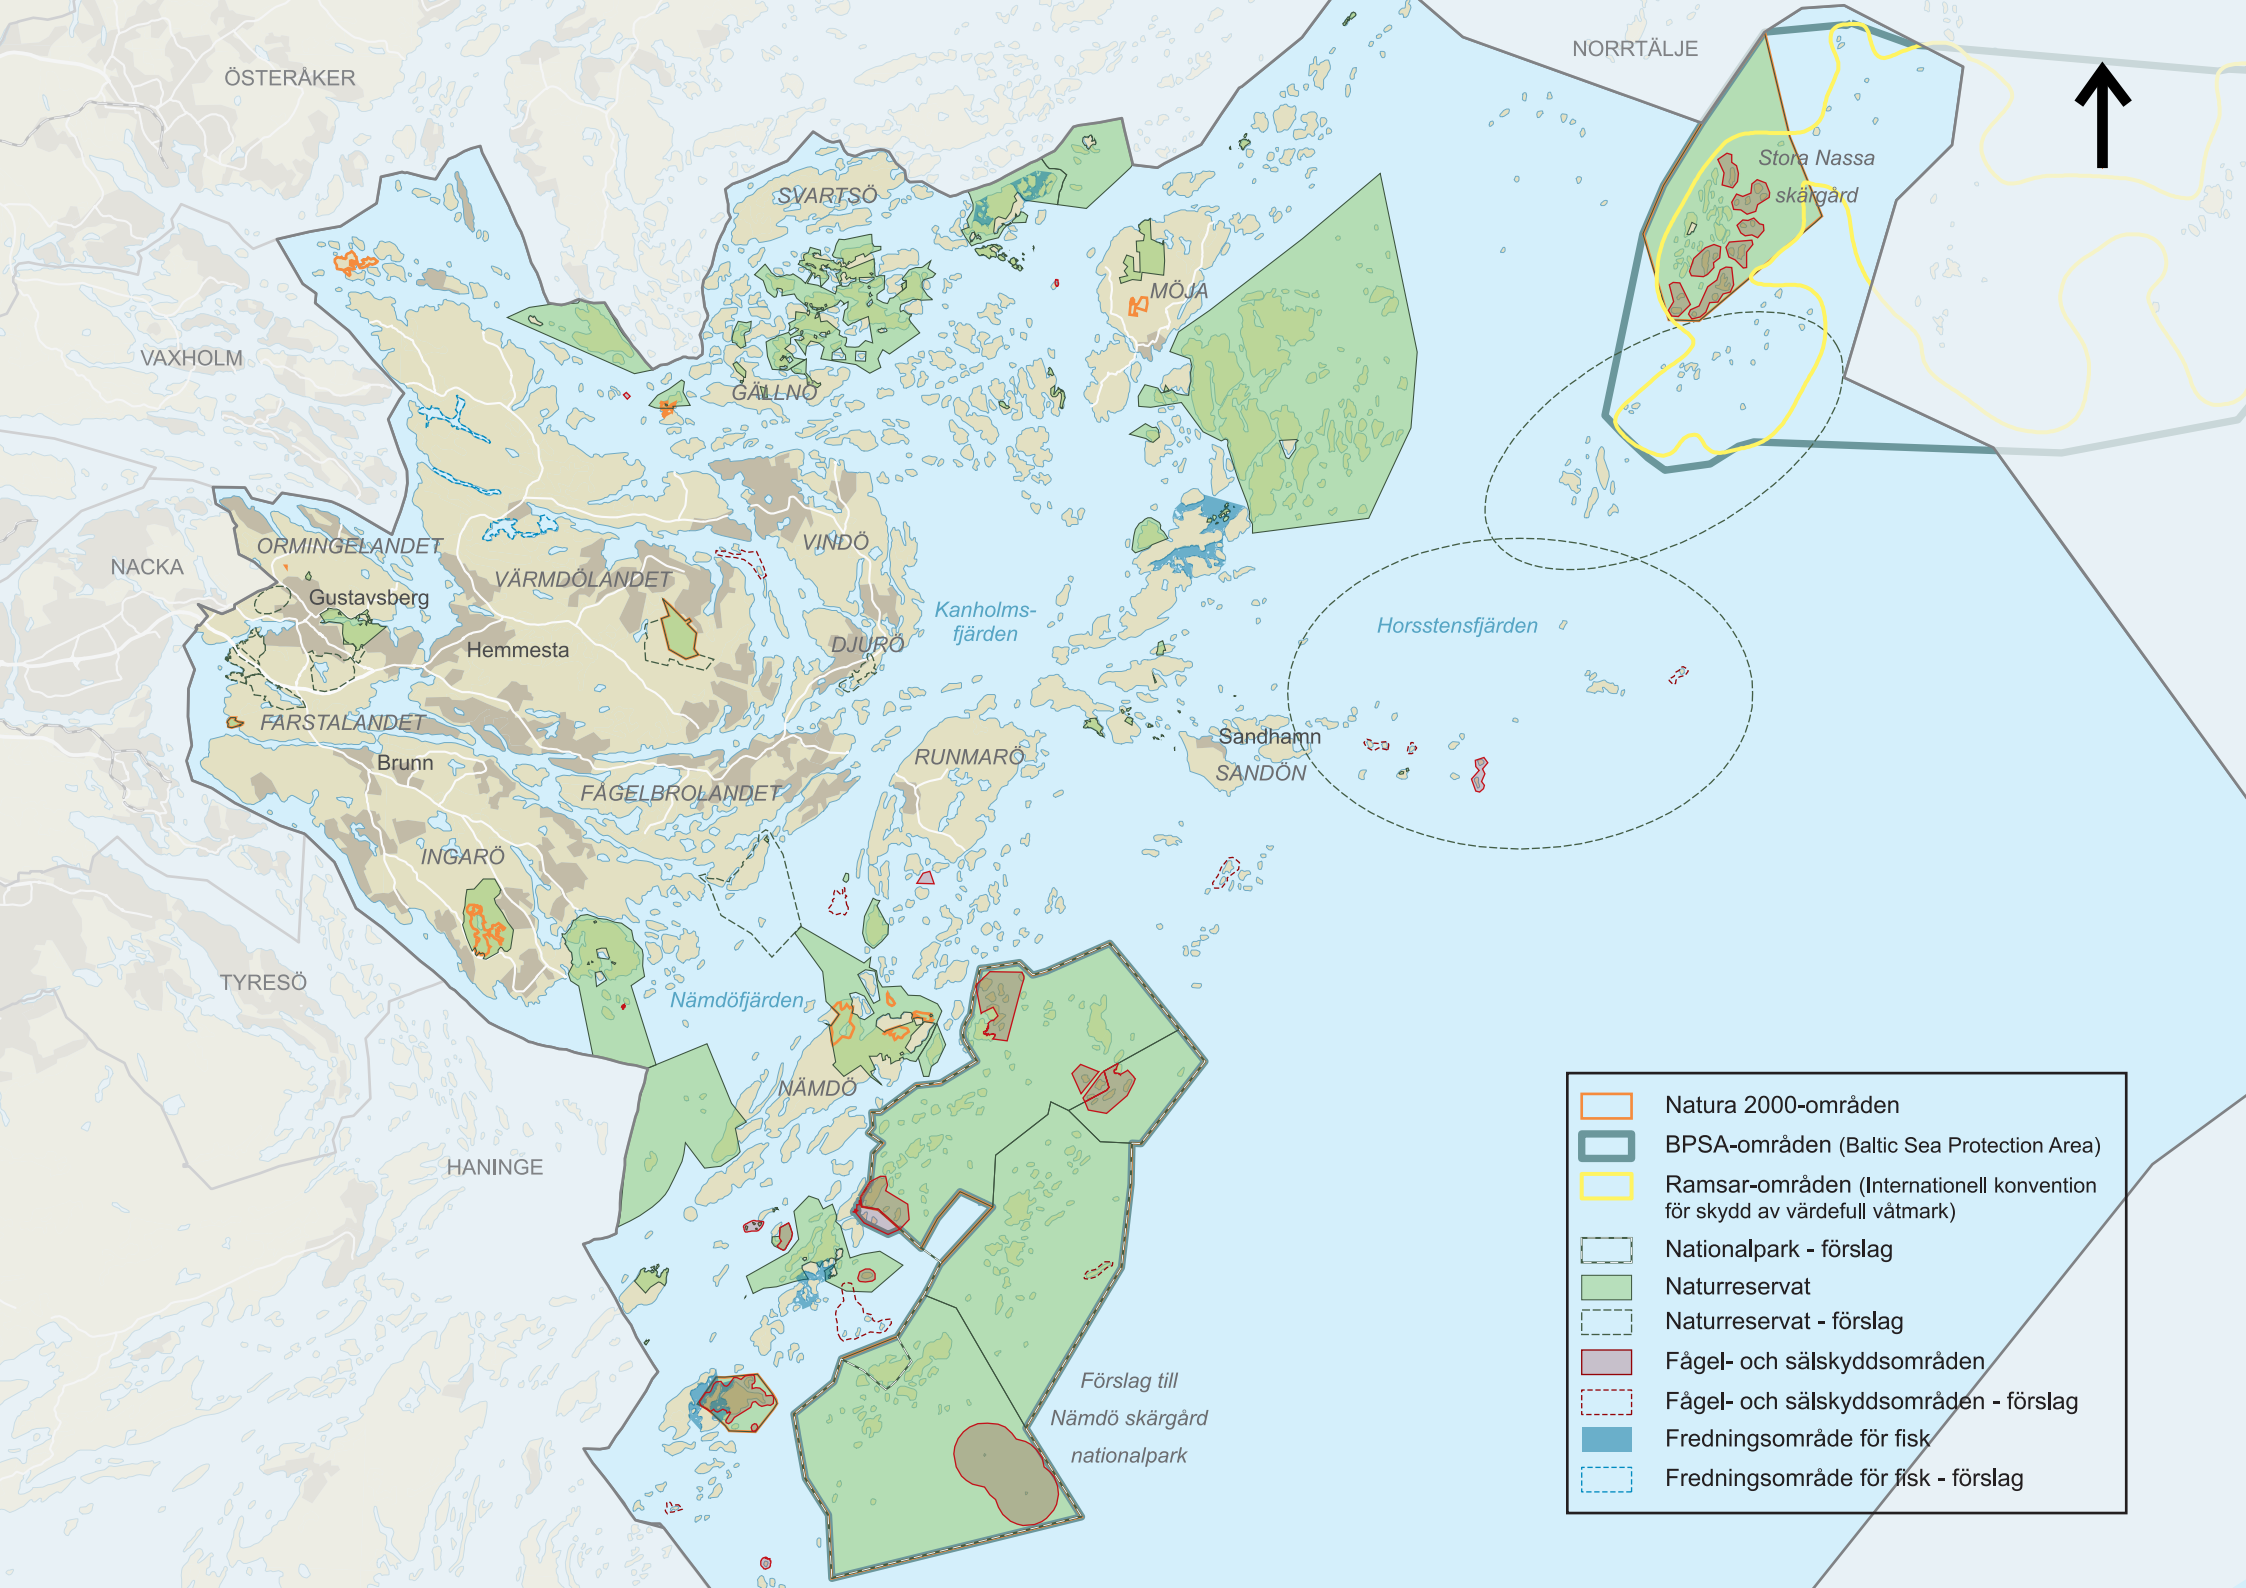 NORRTÄLJE
ÖSTERÅKER
Stora Nassa
skärgård
SVARTSÖ
MÖJA
VAXHOLM
GÄLLNÖ
ORMINGELANDET
VINDÖ
NACKA
VÄRMDÖLANDET
Gustavsberg
Kanholms-
fjärden
Horsstensfjärden
Hemmesta
DJURÖ
FARSTALANDET
Sandhamn
RUNMARÖ
Brunn
SANDÖN
FÅGELBROLANDET
INGARÖ
TYRESÖ
Nämdöfjärden
NÄMDÖ
HANINGE
Förslag till
Nämdö skärgård
nationalpark
Natura 2000-områden
BPSA-områden (Baltic Sea Protection Area)
Ramsar-områden (Internationell konvention
för skydd av värdefull våtmark)
Nationalpark - förslag
Naturreservat
Naturreservat - förslag
Fågel- och sälskyddsområden
Fågel- och sälskyddsområden - förslag
Fredningsområde för fisk
Fredningsområde för fisk - förslag